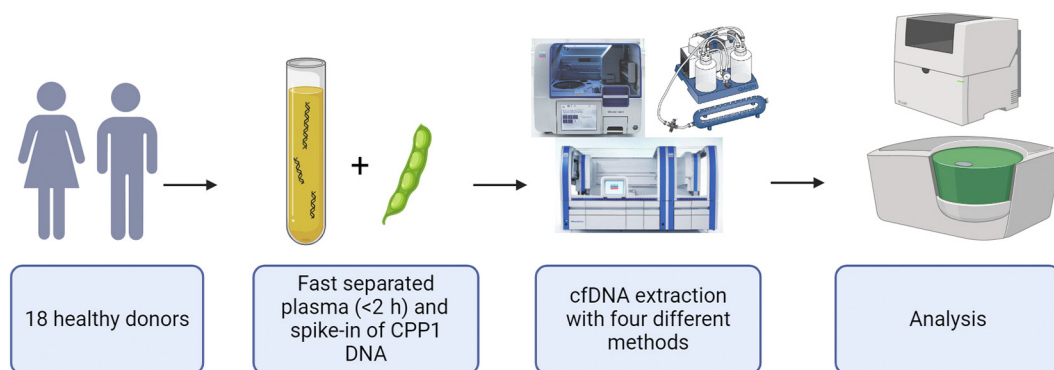 18 healthy donors
+
Fast separated
plasma (<2 h) and
spike-in of CPP1
DNA
cfDNA extraction
with four different
methods
Analysis